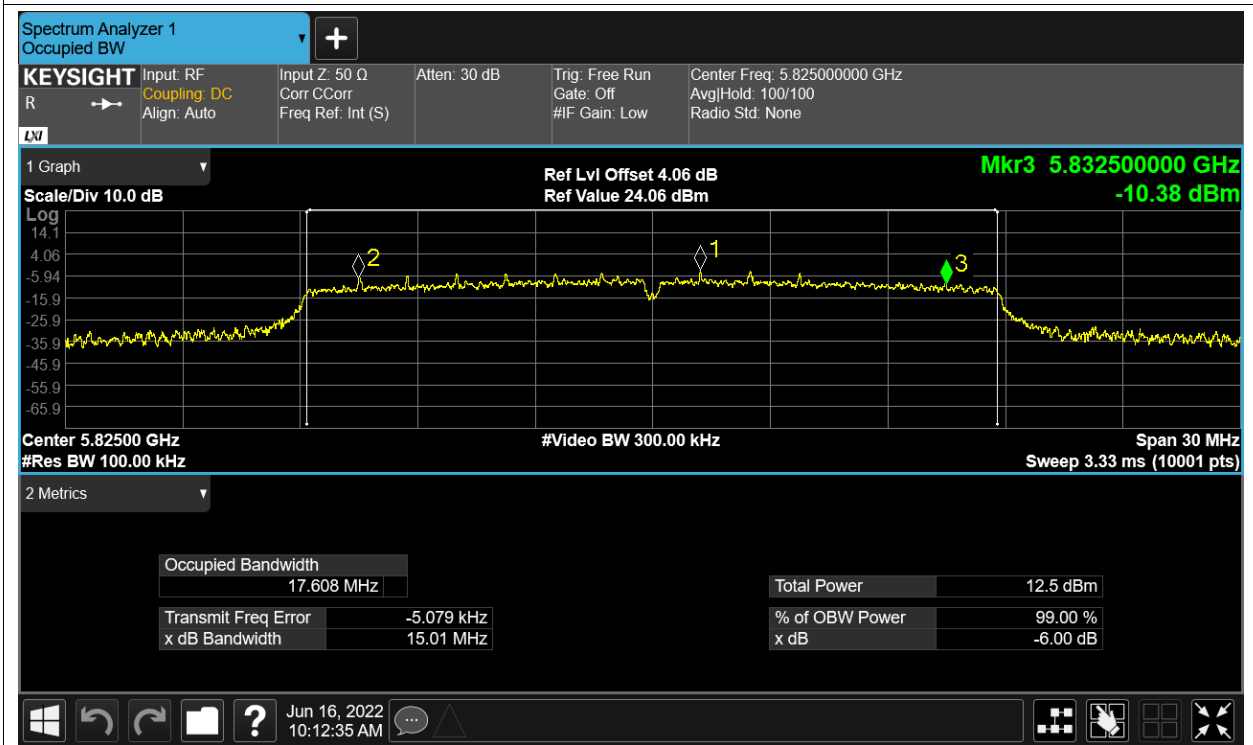 Spectrum Analyzer 1
Occupied BW
KEYSIGHT
R
LXI
Input: RF
Coupling: DC
Align: Auto
Input Z: 50 Ω
Corr CCorr
Freq Ref: Int (S)
Atten: 30 dB
Trig: Free Run
Gate: Off
#IF Gain: Low
Center Freq: 5.825000000 GHz
Avg|Hold: 100/100
Radio Std: None
1 Graph
Scale/Div 10.0 dB
Ref Lvl Offset 4.06 dB
Ref Value 24.06 dBm
Mkr3 5.832500000 GHz
-10.38 dBm
Log
14.1
4.06
-5.94
-15.9
-25.9
-35.9
-45.9
-55.9
-65.9
2
1
3
Center 5.82500 GHz
#Video BW 300.00 kHz
Span 30 MHz
#Res BW 100.00 kHz
Sweep 3.33 ms (10001 pts)
2 Metrics
Occupied Bandwidth
17.608 MHz
Total Power 12.5 dBm
Transmit Freq Error -5.079 kHz
% of OBW Power 99.00 %
x dB Bandwidth 15.01 MHz
x dB -6.00 dB
?
Jun 16, 2022
10:12:35 AM